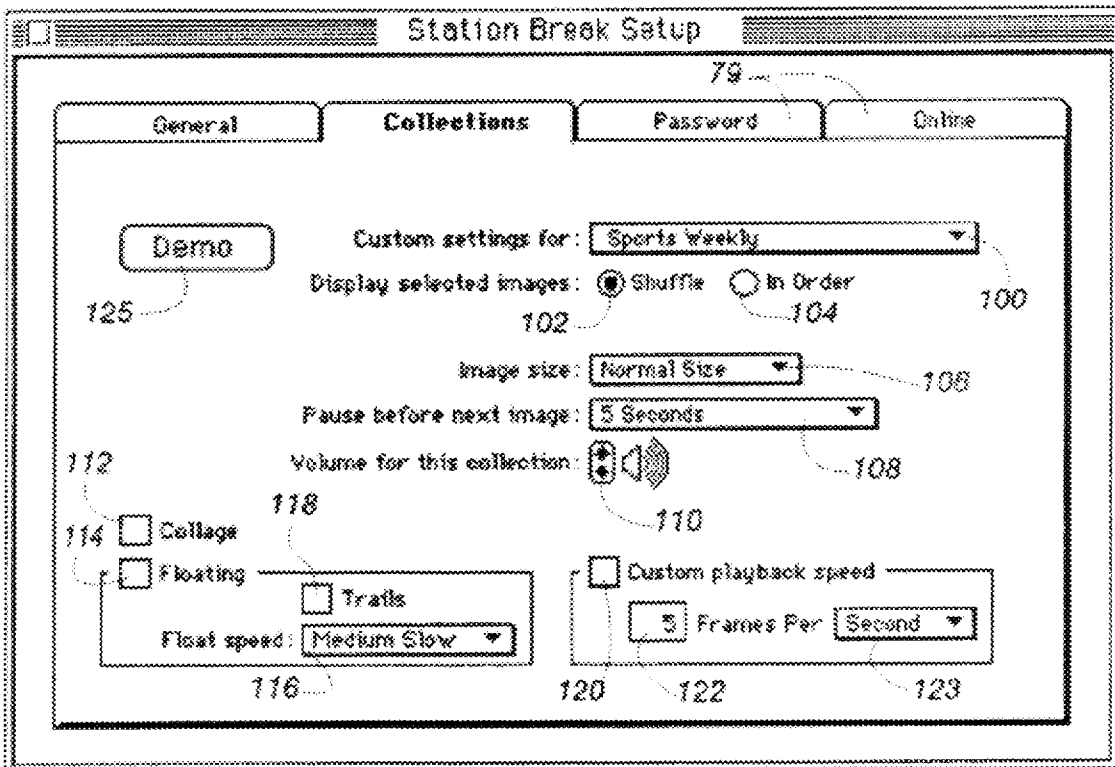 Station Break Setup
79
General Collections Password Online
Demo
Custom settings for: Sports Weekly
Display selected images: Shuffle In Order
125 102 104 100
Image size: Normal Size
106
Pause before next image: 5 Seconds
Volume for this collection:
108
112 118 110
114 Collage
Floating Custom playback speed
Trails
5 Frames Per Second
Float speed: Medium Slow
116 120 122 123